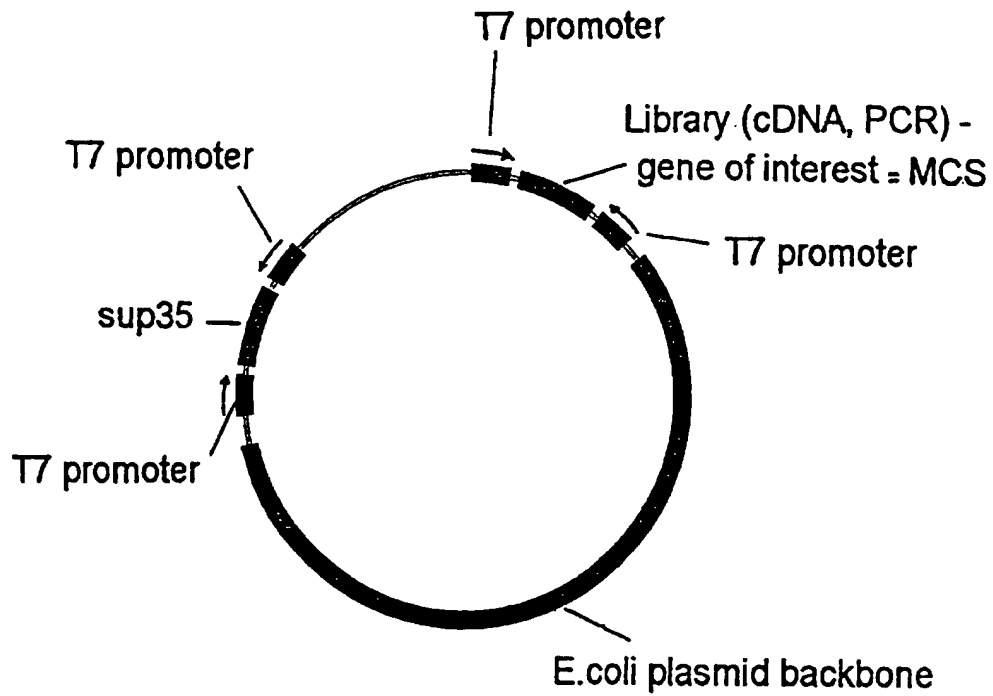 T7 promoter
Library (cDNA, PCR) -
gene of interest = MCS
T7 promoter
T7 promoter
sup35
T7 promoter
E.coli plasmid backbone